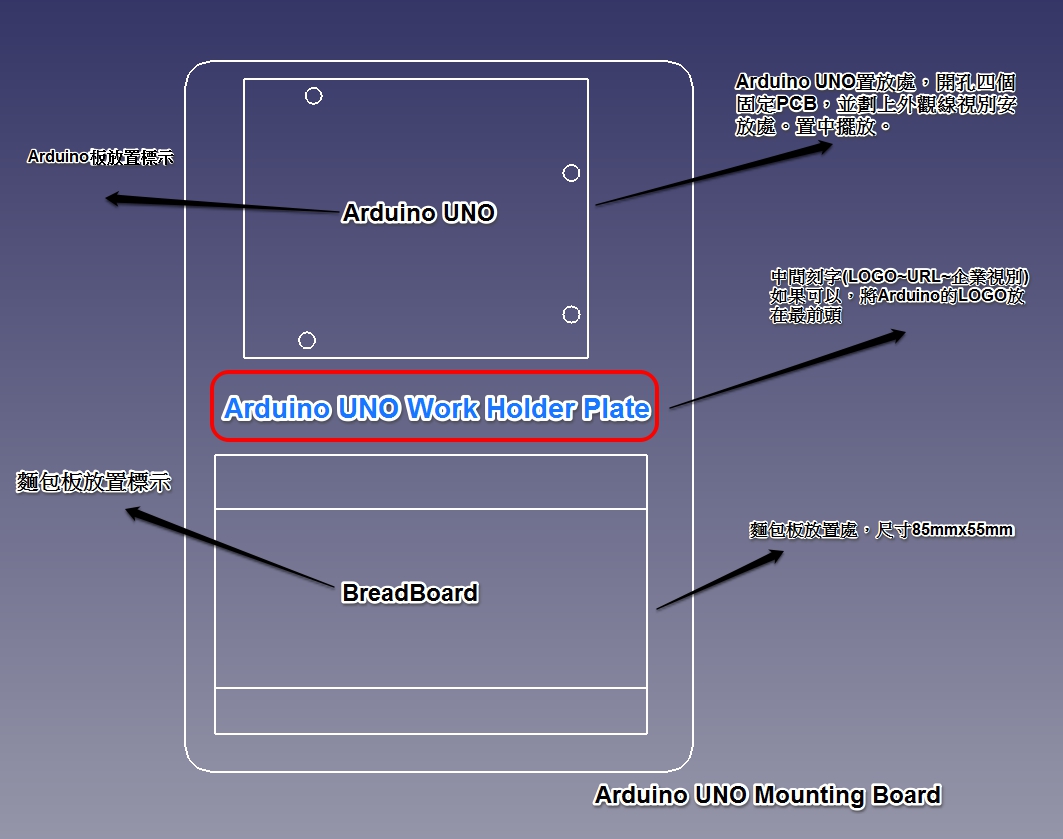 Arduino UNO置放處，開孔四個
固定PCB，並劃上外觀線視別安
放處。置中擺放。
Arduino板放置標示
Arduino UNO
中間刻字(LOGO~URL~企業視別)
如果可以，將Arduino的LOGO放
在最前頭
Arduino UNO Work Holder Plate
麵包板放置標示
麵包板放置處，尺寸85mmx55mm
BreadBoard
Arduino UNO Mounting Board